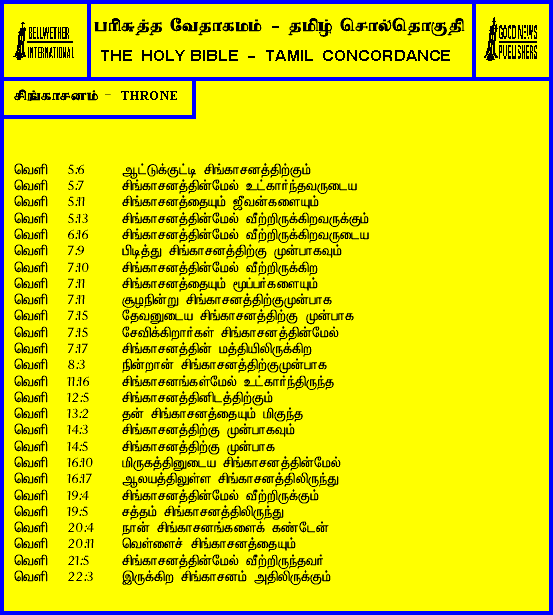 BELLWETHER
INTERNATIONAL
பரிசுத்த வேதாகமம் - தமிழ் சொல்தொகுதி
THE HOLY BIBLE - TAMIL CONCORDANCE
GOOD NEWS
PUBLISHERS
சிங்காசனம் - THRONE
வெளி 5:6 ஆட்டுக்குட்டி சிங்காசனத்திற்கும்
வெளி 5:7 சிங்காசனத்தின்மேல் உட்கார்ந்தவருடைய
வெளி 5:11 சிங்காசனத்தையும் ஜீவன்களையும்
வெளி 5:13 சிங்காசனத்தின்மேல் வீற்றிருக்கிறவருக்கும்
வெளி 6:16 சிங்காசனத்தின்மேல் வீற்றிருக்கிறவருடைய
வெளி 7:9 பிடித்து சிங்காசனத்திற்கு முன்பாகவும்
வெளி 7:10 சிங்காசனத்தின்மேல் வீற்றிருக்கிற
வெளி 7:11 சிங்காசனத்தையும் மூப்பர்களையும்
வெளி 7:11 சூழநின்று சிங்காசனத்திற்குமுன்பாக
வெளி 7:15 தேவனுடைய சிங்காசனத்திற்கு முன்பாக
வெளி 7:15 சேவிக்கிறார்கள் சிங்காசனத்தின்மேல்
வெளி 7:17 சிங்காசனத்தின் மத்தியிலிருக்கிற
வெளி 8:3 நின்றான் சிங்காசனத்திற்குமுன்பாக
வெளி 11:16 சிங்காசனங்கள்மேல் உட்கார்ந்திருந்த
வெளி 12:5 சிங்காசனத்தினிடத்திற்கும்
வெளி 13:2 தன் சிங்காசனத்தையும் மிகுந்த
வெளி 14:3 சிங்காசனத்திற்கு முன்பாகவும்
வெளி 14:5 சிங்காசனத்திற்கு முன்பாக
வெளி 16:10 மிருகத்தினுடைய சிங்காசனத்தின்மேல்
வெளி 16:17 ஆலயத்திலுள்ள சிங்காசனத்திலிருந்து
வெளி 19:4 சிங்காசனத்தின்மேல் வீற்றிருக்கும்
வெளி 19:5 சத்தம் சிங்காசனத்திலிருந்து
வெளி 20:4 நான் சிங்காசனங்களைக் கண்டேன்
வெளி 20:11 வெள்ளைச் சிங்காசனத்தையும்
வெளி 21:5 சிங்காசனத்தின்மேல் வீற்றிருந்தவர்
வெளி 22:3 இருக்கிற சிங்காசனம் அதிலிருக்கும்